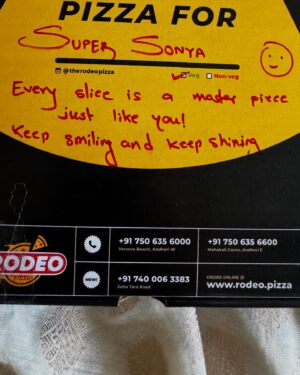 PIZZA FOR
Super Sonya
@therodeopizza
Veg Non-veg
Every slice is a master piece
just like you!
Keep smiling and keep shining
RODEO
PIZZA
+91 750 635 6000
Versova Beach, Andheri W
+91 750 635 6600
Mahakali Caves, Andheri E
NEW!
+91 740 006 3383
Juhu Tara Road
ORDER ONLINE @
www.rodeo.pizza